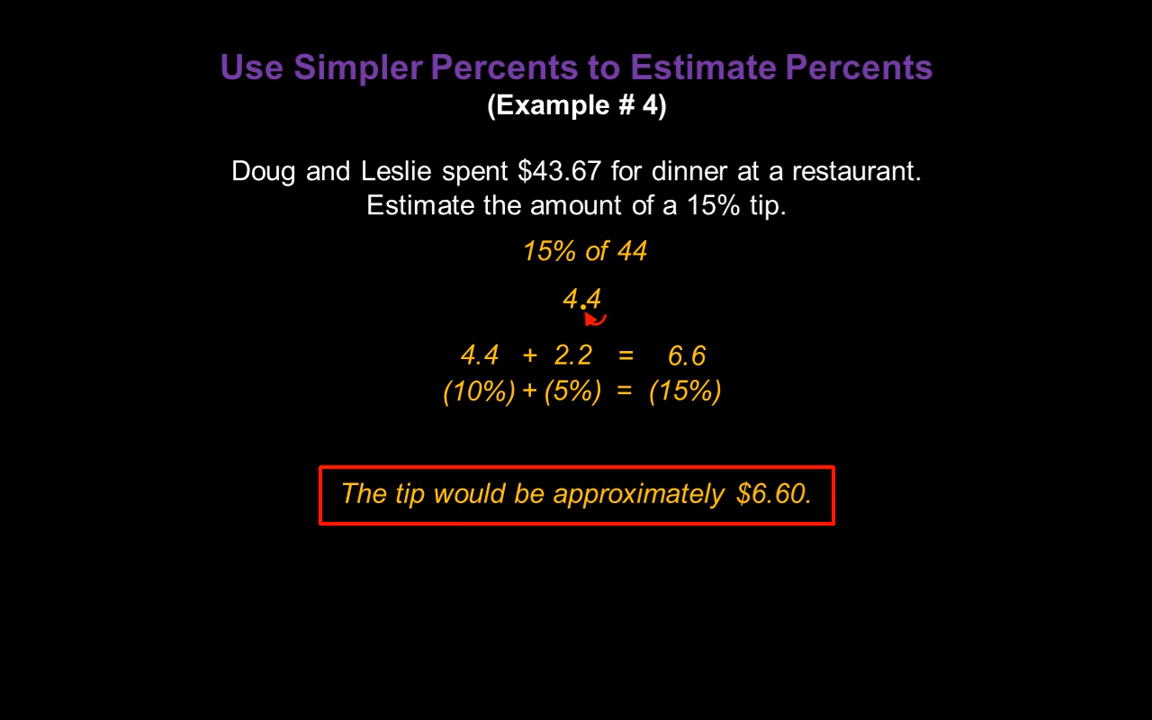 Use Simpler Percents to Estimate Percents
(Example # 4)
Doug and Leslie spent $43.67 for dinner at a restaurant.
Estimate the amount of a 15% tip.
15% of 44
4.4
4.4 + 2.2 = 6.6
(10%) + (5%) = (15%)
The tip would be approximately $6.60.